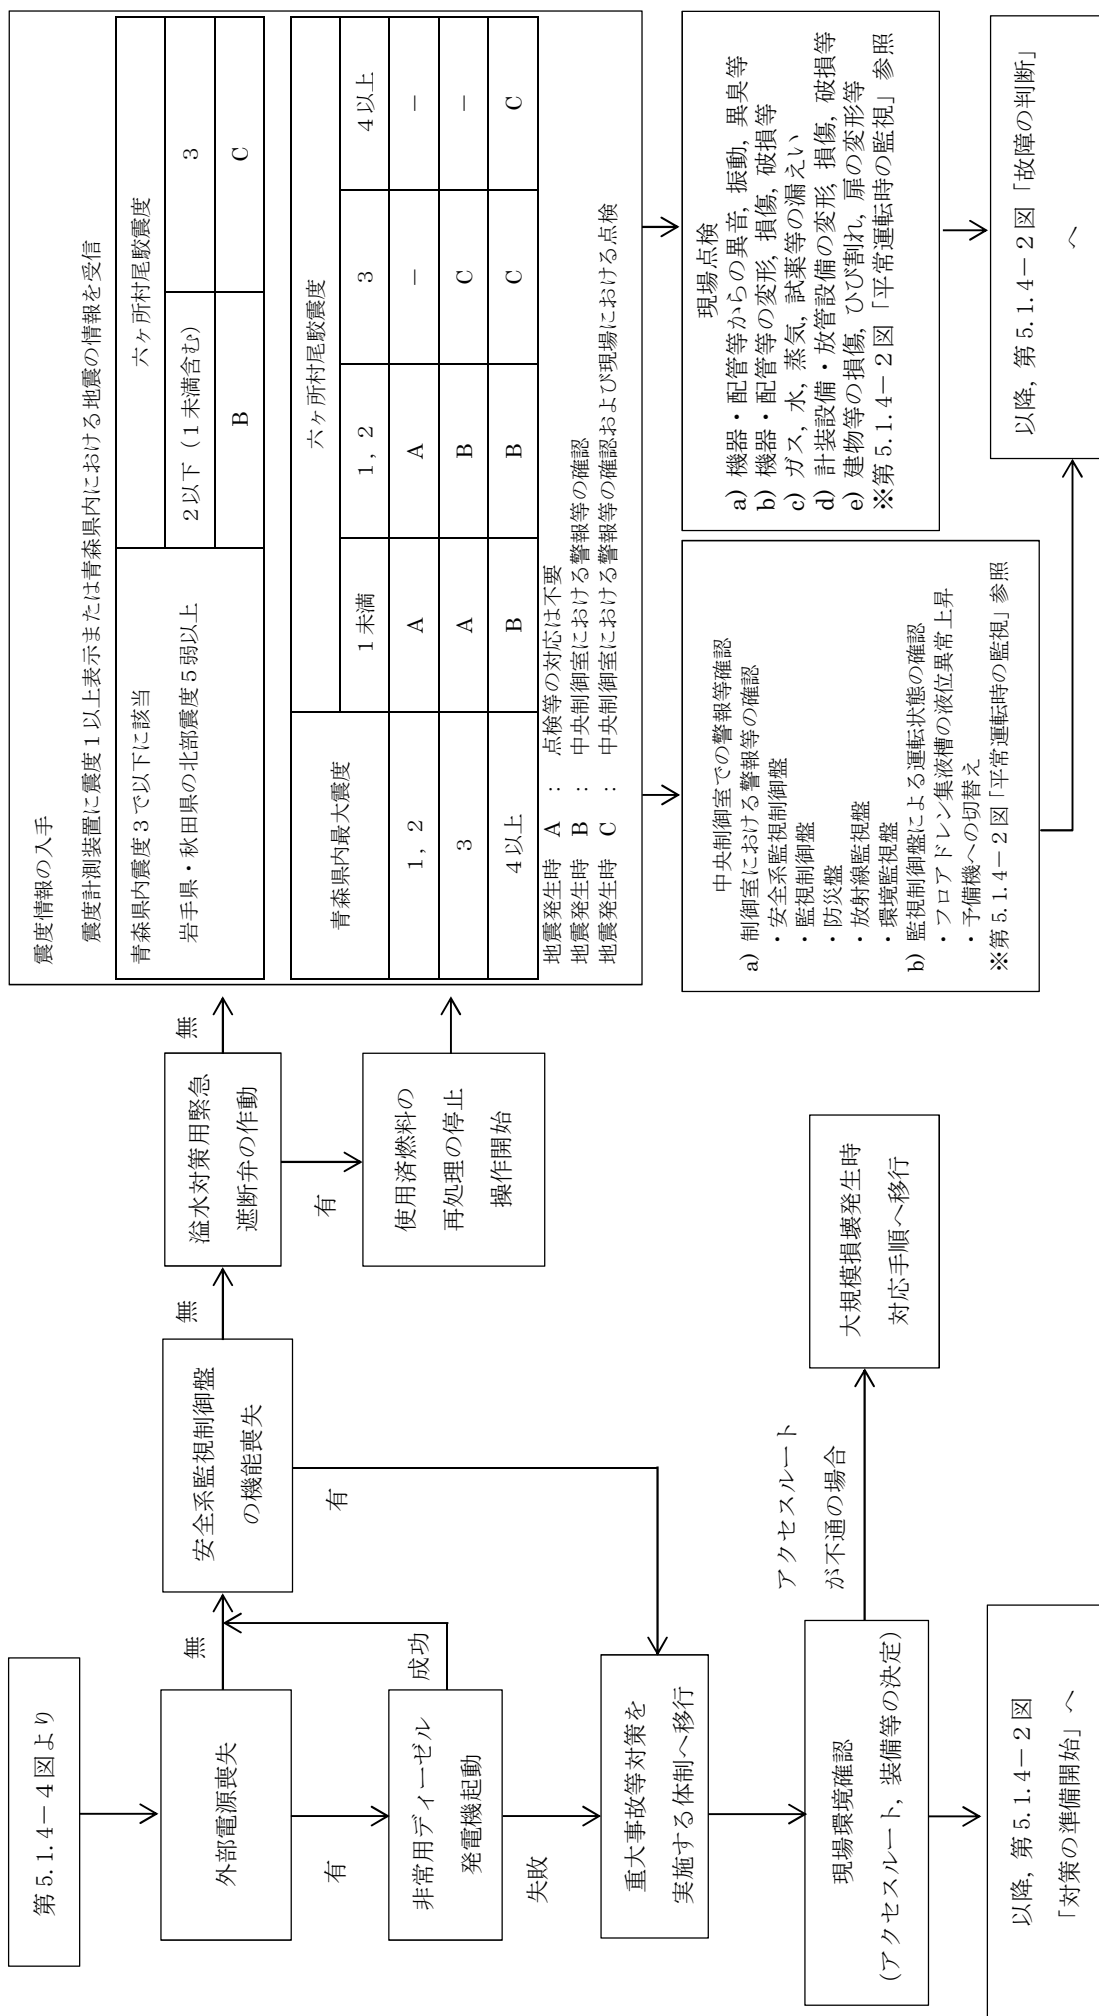 第5.1.4－4図より
外部電源喪失
無
有
非常用ディーゼル
発電機起動
成功
失敗
重大事故等対策を
実施する体制へ移行
現場環境確認
(アクセスルート, 装備等の決定)
以降, 第5.1.4－2図
「対策の準備開始」へ
アクセスルート
が不通の場合
大規模損壊発生時
対応手順へ移行
安全系監視制御盤
の機能喪失
無
有
溢水対策用緊急
遮断弁の作動
無
有
使用済燃料の
再処理の停止
操作開始
震度情報の入手
震度計測装置に震度1以上表示または青森県内における地震の情報を受信
青森県内震度3で以下に該当
六ヶ所村尾駮震度
岩手県・秋田県の北部震度5弱以上
2以下（1未満含む）
3
B
C
青森県内最大震度
六ヶ所村尾駮震度
1未満
1, 2
3
4以上
1, 2
A
A
－
－
3
A
B
C
－
4以上
B
B
C
C
地震発生時 A ： 点検等の対応は不要
地震発生時 B ： 中央制御室における警報等の確認
地震発生時 C ： 中央制御室における警報等の確認および現場における点検
中央制御室での警報等確認
a) 制御室における警報等の確認
・安全系監視制御盤
・監視制御盤
・防災盤
・放射線監視盤
・環境監視盤
b) 監視制御盤による運転状態の確認
・フロアドレン集液槽の液位異常上昇
・予備機への切替え
※第5.1.4－2図「平常運転時の監視」参照
現場点検
a) 機器・配管等からの異音, 振動, 異臭等
b) 機器・配管等の変形, 損傷, 破損等
c) ガス, 水, 蒸気, 試薬等の漏えい
d) 計装設備・放管設備の変形, 損傷, 破損等
e) 建物等の損傷, ひび割れ, 扉の変形等
※第5.1.4－2図「平常運転時の監視」参照
以降, 第5.1.4－2図「故障の判断」
へ